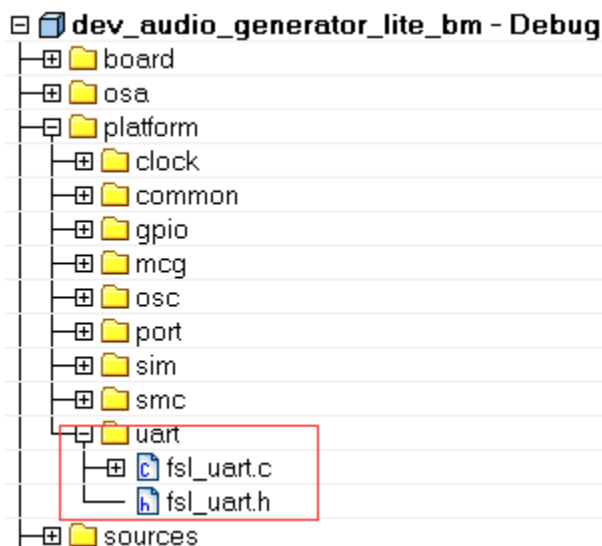 dev_audio_generator_lite_bm - Debug
board
osa
platform
clock
common
gpio
mcg
osc
port
sim
smc
uart
c fsl_uart.c
h fsl_uart.h
sources